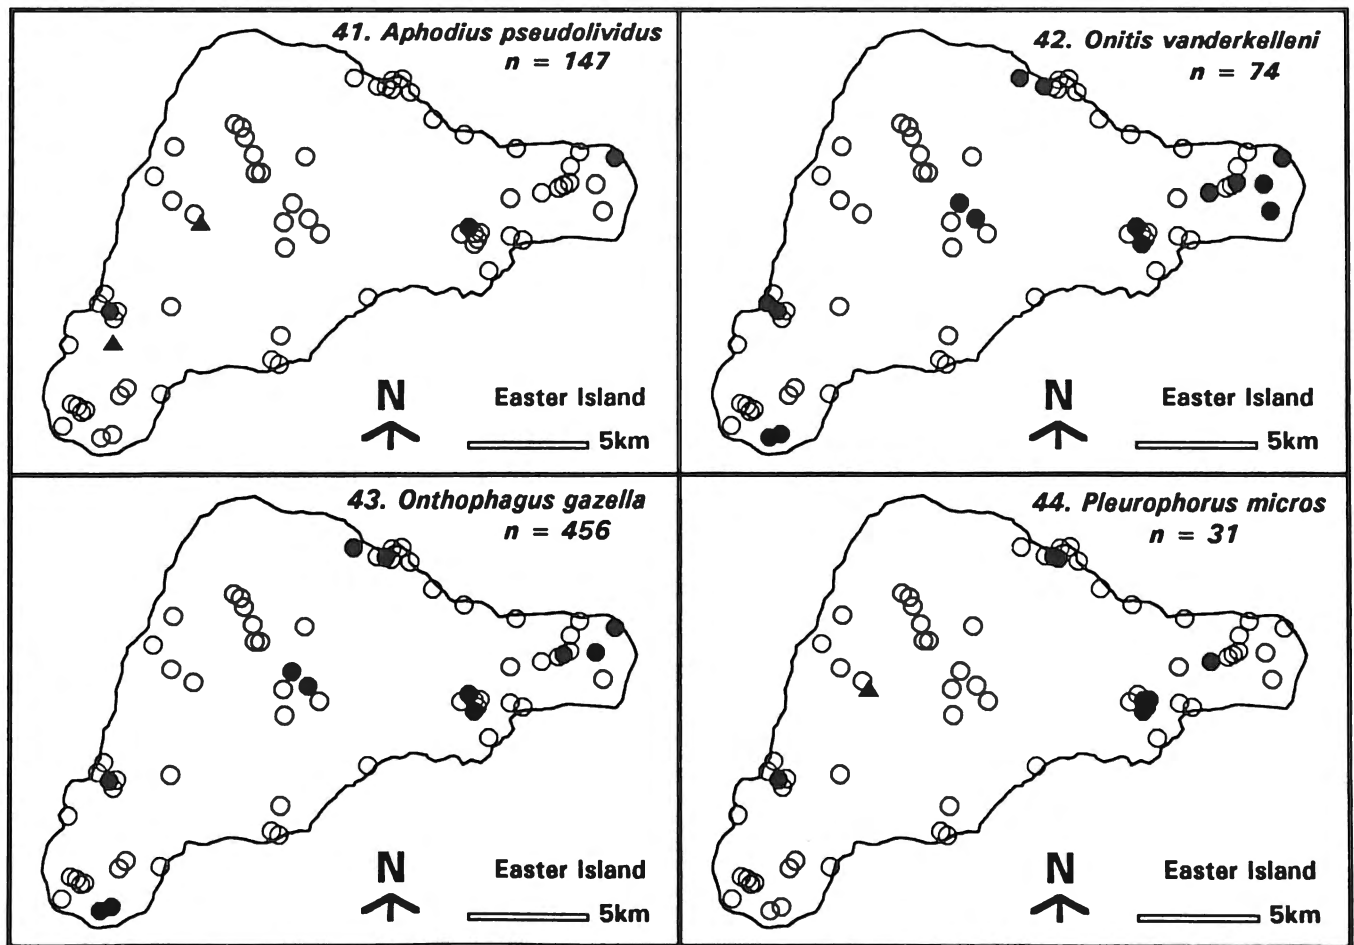 41. Aphodius pseudolividus
n = 147
N
Easter Island
5km
42. Onitis vanderkelleni
n = 74
N
Easter Island
5km
43. Onthophagus gazella
n = 456
N
Easter Island
5km
44. Pleurophorus micros
n = 31
N
Easter Island
5km